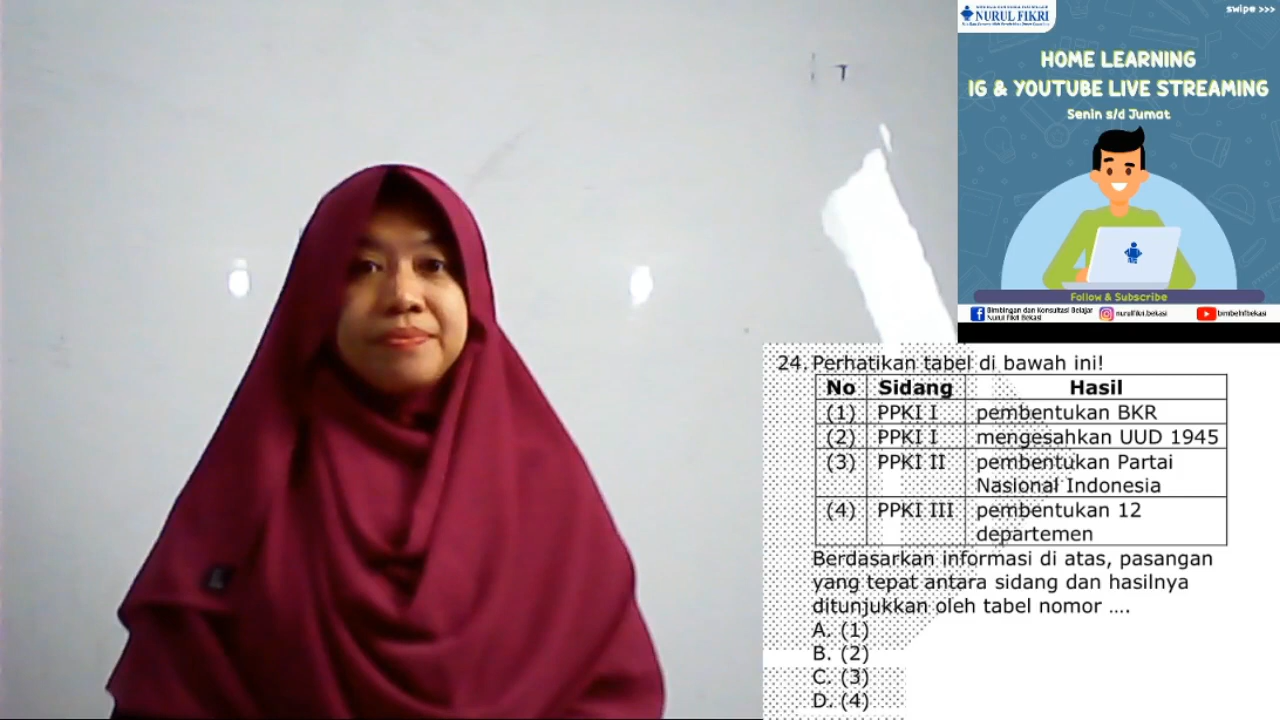 NURUL FIKRI
swipe >>>
HOME LEARNING
IG & YOUTUBE LIVE STREAMING
Senin s/d Jumat
Follow & Subscribe
Bimbingan dan Konsultasi Belajar
Nurul Fikri Bekasi
nurulfikri.bekasi
bimbelnfbekasi
24. Perhatikan tabel di bawah ini!
No Sidang Hasil
(1) PPKI I pembentukan BKR
(2) PPKI I mengesahkan UUD 1945
(3) PPKI II pembentukan Partai
Nasional Indonesia
(4) PPKI III pembentukan 12
departemen
Berdasarkan informasi di atas, pasangan
yang tepat antara sidang dan hasilnya
ditunjukkan oleh tabel nomor ....
A. (1)
B. (2)
C. (3)
D. (4)